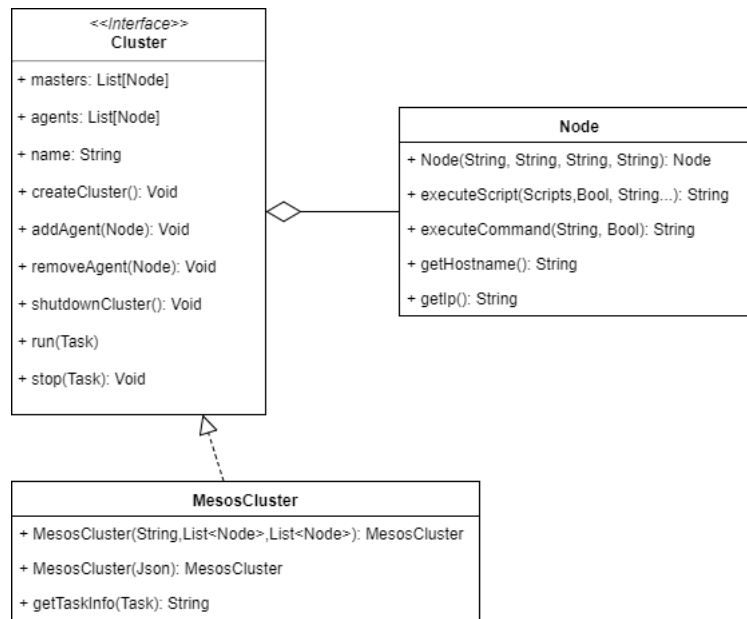 <<Interface>>
Cluster
+ masters: List[Node]
+ agents: List[Node]
+ name: String
+ createCluster(): Void
+ addAgent(Node): Void
+ removeAgent(Node): Void
+ shutdownCluster(): Void
+ run(Task)
+ stop(Task): Void
Node
+ Node(String, String, String, String): Node
+ executeScript(Scripts,Bool, String...): String
+ executeCommand(String, Bool): String
+ getHostname(): String
+ getIp(): String
MesosCluster
+ MesosCluster(String,List<Node>,List<Node>): MesosCluster
+ MesosCluster(Json): MesosCluster
+ getTaskInfo(Task): String